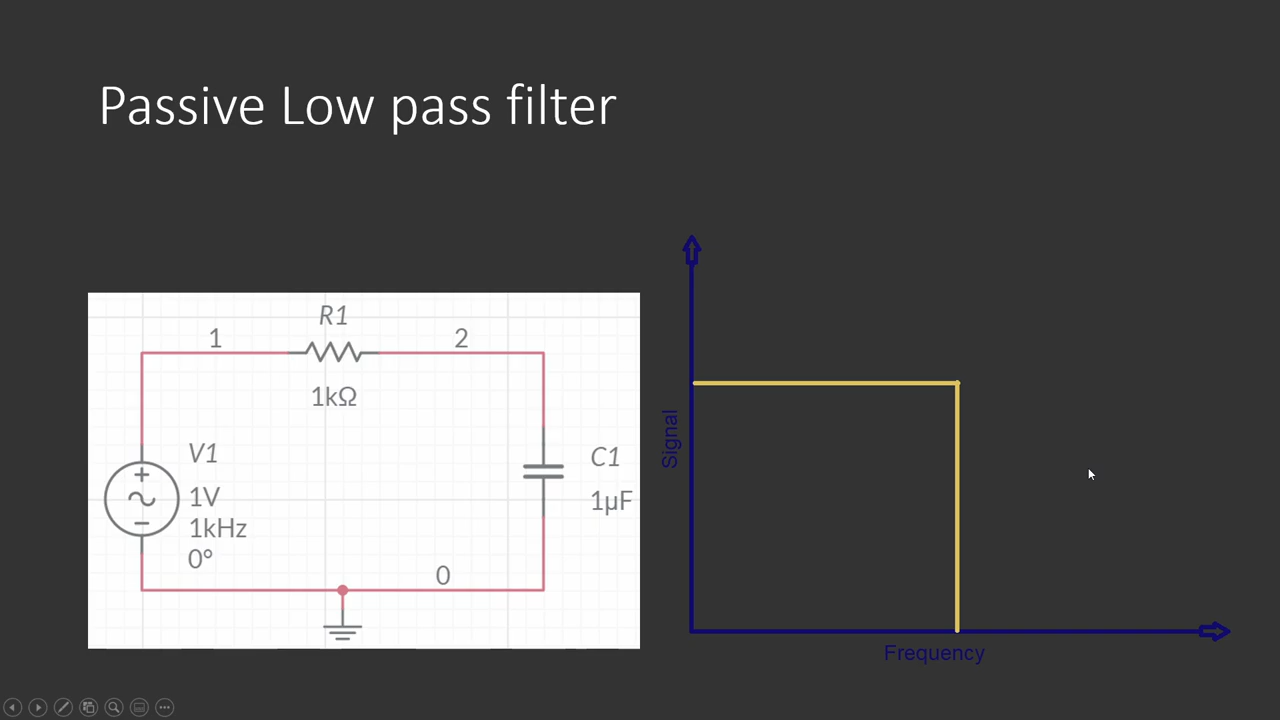 Passive Low pass filter
R1
1
2
1kΩ
V1
1V
1kHz
0°
C1
1µF
0
Signal
Frequency